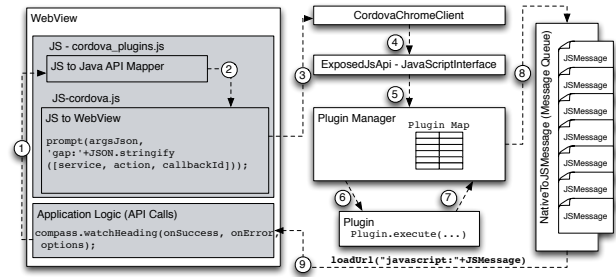 WebView
JS - cordova_plugins.js
JS to Java API Mapper
2
JS-cordova.js
JS to WebView
prompt(argsJson,
'gap:'+JSON.stringify
([service, action, callbackId]));
1
Application Logic (API Calls)
compass.watchHeading(onSuccess, onError,
options);
3
CordovaChromeClient
4
ExposedJsApi - JavaScriptInterface
5
Plugin Manager
Plugin Map
6
7
Plugin
Plugin.execute(...)
8
NativeToJSMessage (Message Queue)
JSMessage
JSMessage
JSMessage
JSMessage
JSMessage
JSMessage
JSMessage
9
loadUrl("javascript:"+JSMessage)